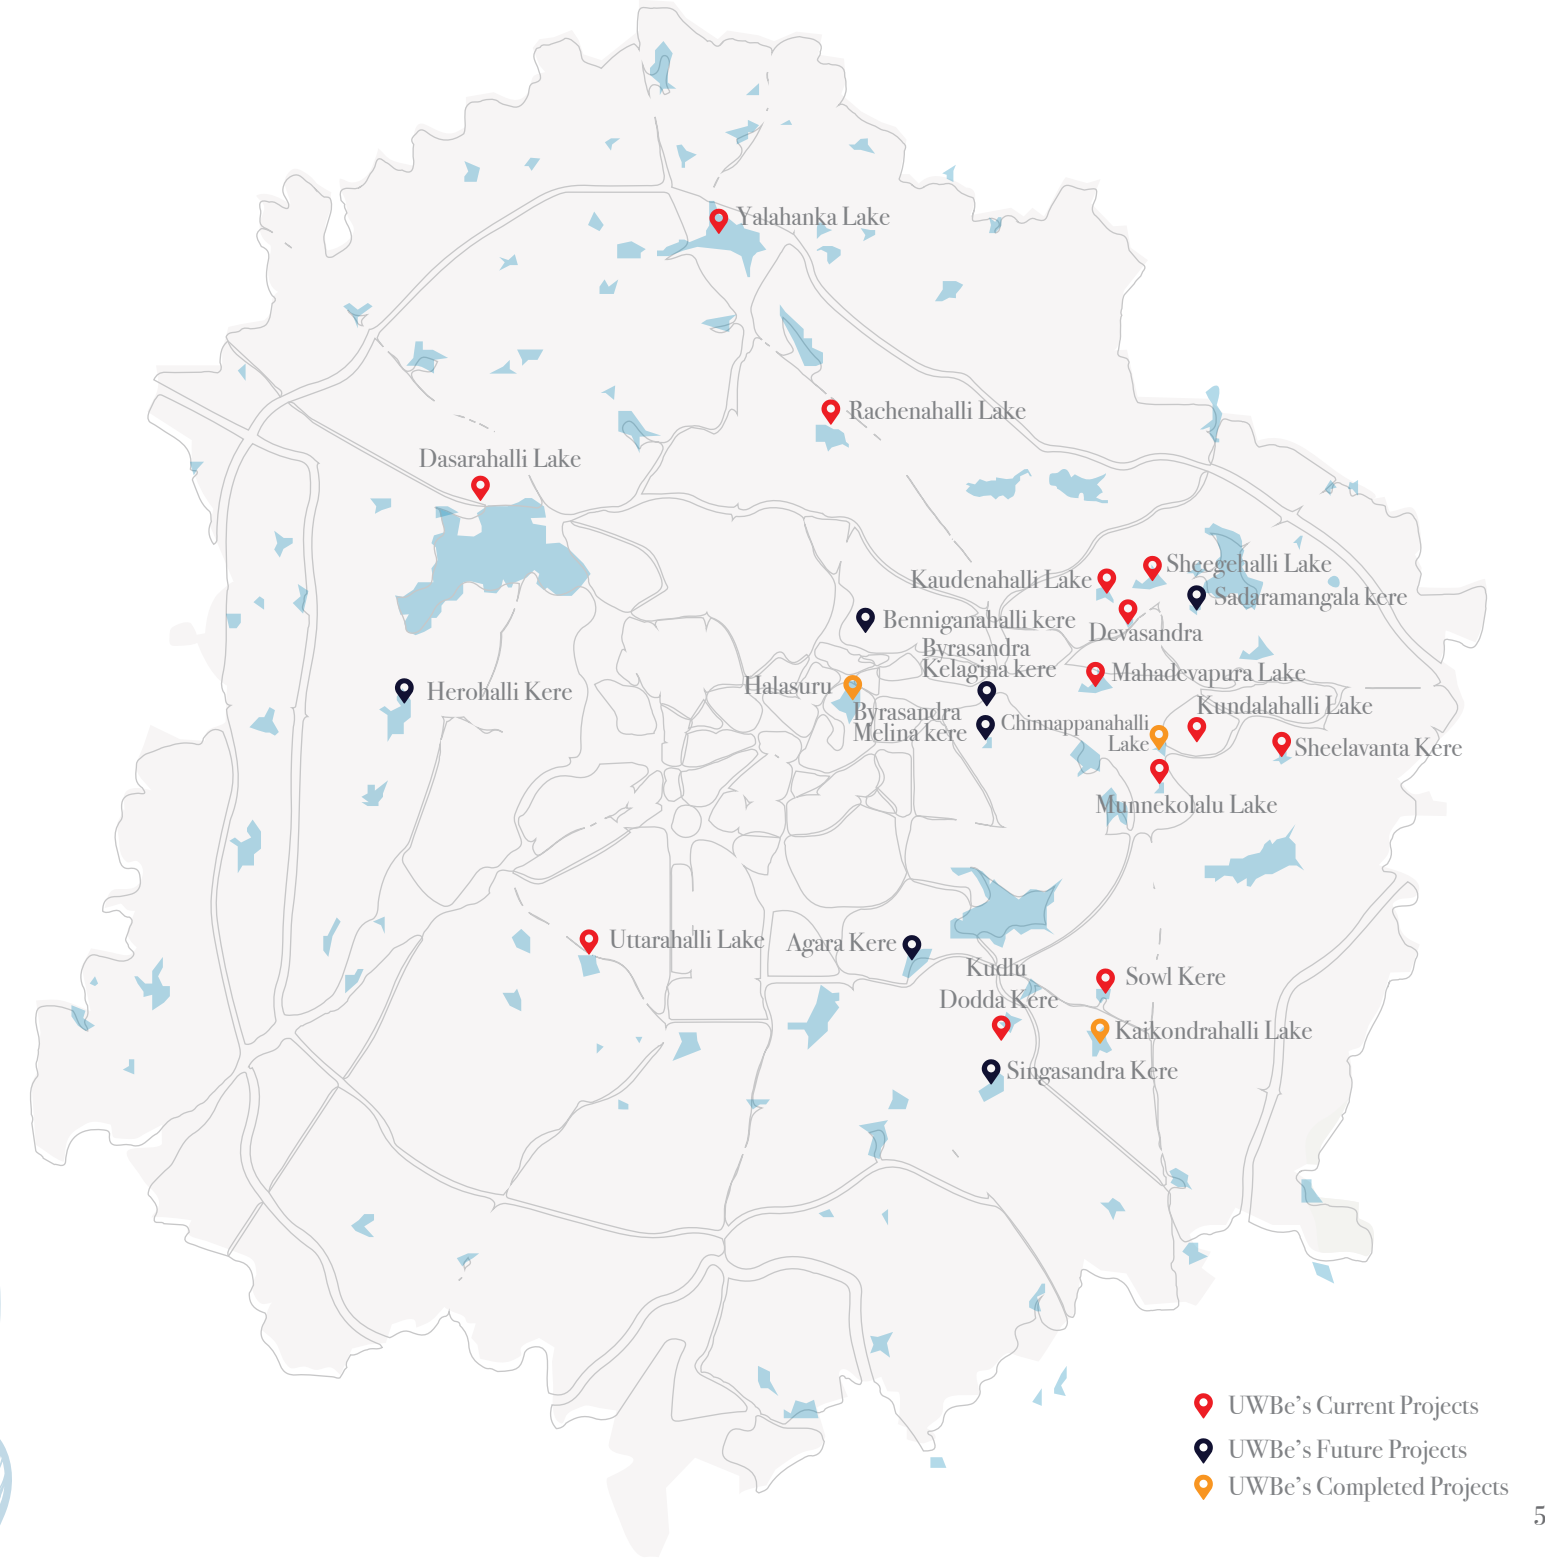 Yalahanka Lake
Rachenahalli Lake
Dasarahalli Lake
Sheegehalli Lake
Kaudenahalli Lake
Sadaramangala kere
Benniganahalli kere
Devasandra
Byrasandra
Kelagina kere
Mahadevapura Lake
Halasuru
Herohalli Kere
Kundalahalli Lake
Byrasandra
Melina kere
Chinnappanahalli
Lake
Sheelavanta Kere
Munnekolalu Lake
Uttarahalli Lake
Agara Kere
Kudlu
Dodda Kere
Sowl Kere
Kaikondrahalli Lake
Singasandra Kere
UWBe’s Current Projects
UWBe’s Future Projects
UWBe’s Completed Projects
5